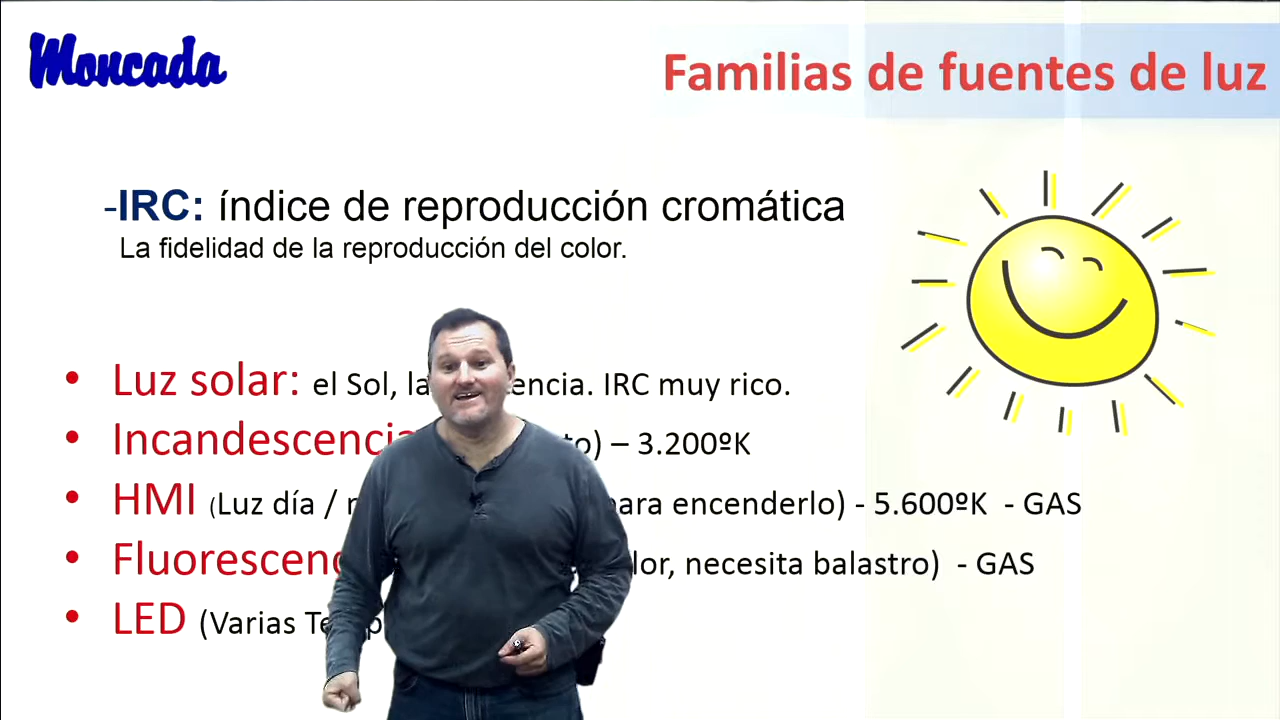 Moncada
Familias de fuentes de luz
-IRC: índice de reproducción cromática
La fidelidad de la reproducción del color.
• Luz solar: el Sol, la encia. IRC muy rico.
• Incandescencia to) – 3.200ºK
• HMI (Luz día / para encenderlo) - 5.600ºK - GAS
• Fluorescenc lor, necesita balastro) - GAS
• LED (Varias Te